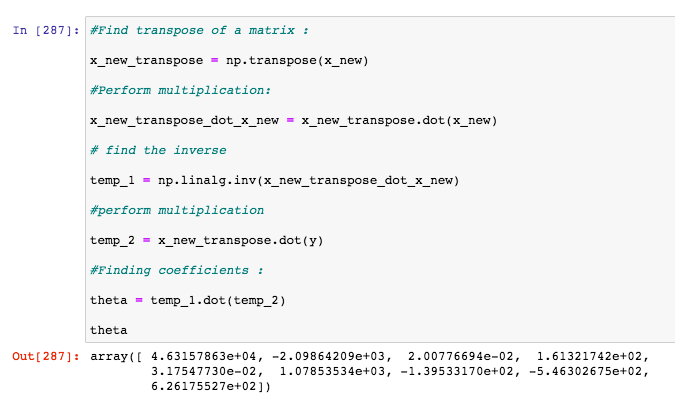 In [287]: #Find transpose of a matrix :
x_new_transpose = np.transpose(x_new)
#Perform multiplication:
x_new_transpose_dot_x_new = x_new_transpose.dot(x_new)
# find the inverse
temp_1 = np.linalg.inv(x_new_transpose_dot_x_new)
#perform multiplication
temp_2 = x_new_transpose.dot(y)
#Finding coefficients :
theta = temp_1.dot(temp_2)
theta
Out[287]: array([ 4.63157863e+04, -2.09864209e+03,  2.00776694e-02,  1.61321742e+02,
3.17547730e-02,  1.07853534e+03, -1.39533170e+02, -5.46302675e+02,
6.26175527e+02])